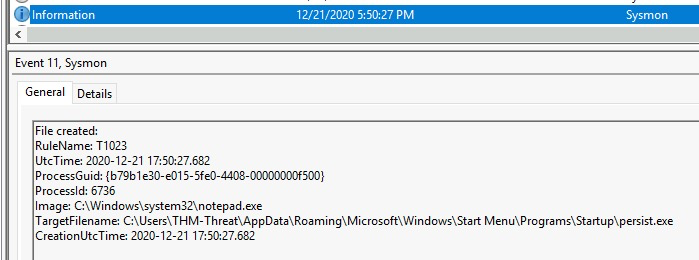 Information 12/21/2020 5:50:27 PM Sysmon
Event 11, Sysmon
General Details
File created:
RuleName: T1023
UtcTime: 2020-12-21 17:50:27.682
ProcessGuid: {b79b1e30-e015-5fe0-4408-00000000f500}
ProcessId: 6736
Image: C:\Windows\system32\notepad.exe
TargetFilename: C:\Users\THM-Threat\AppData\Roaming\Microsoft\Windows\Start Menu\Programs\Startup\persist.exe
CreationUtcTime: 2020-12-21 17:50:27.682